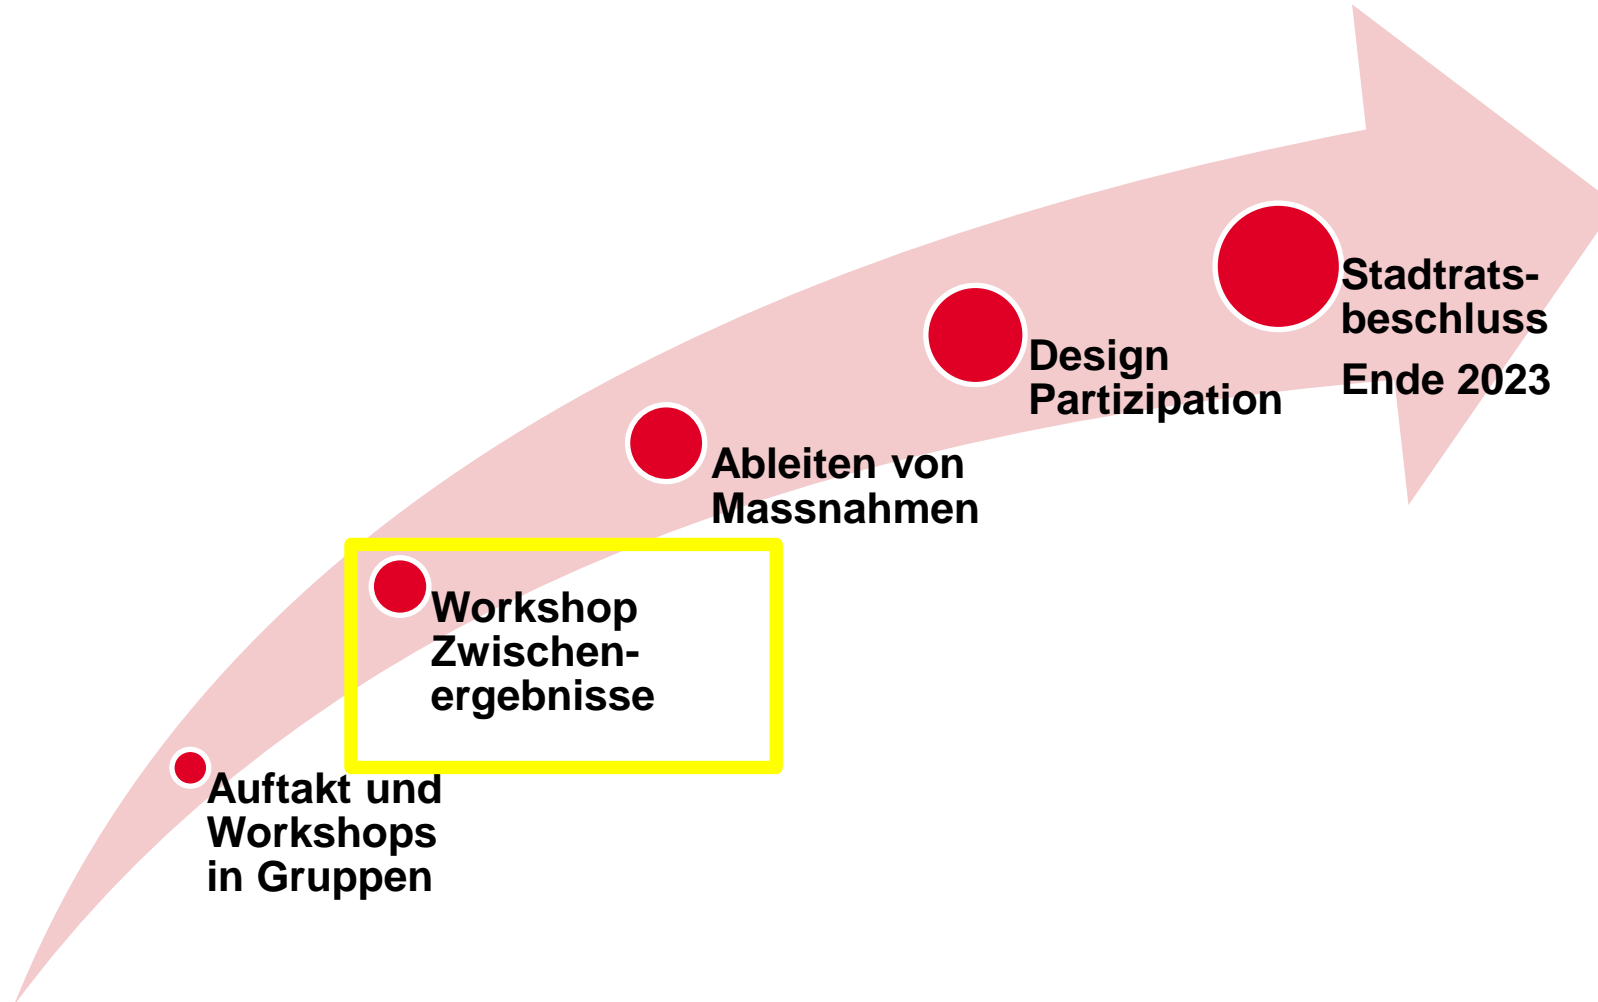 Auftakt und
Workshops
in Gruppen
Workshop
Zwischen-
ergebnisse
Ableiten von
Massnahmen
Design
Partizipation
Stadtrats-
beschluss
Ende 2023